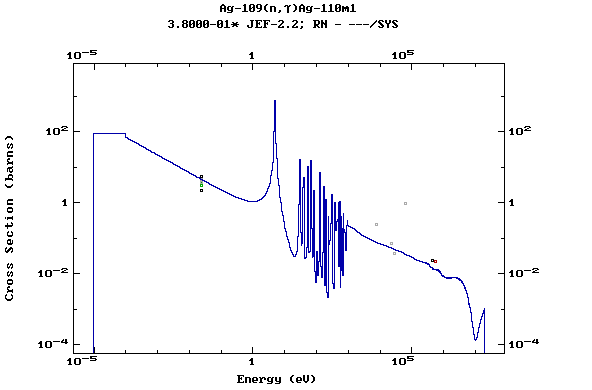 Ag-109(n,γ)Ag-110m1
3.8000-01* JEF-2.2; RN - ---/SYS
10-5 1 105
10² 10²
1 1
10-2 10-2
10-4 10-4
10-5 1 105
Cross Section (barns)
Energy (eV)